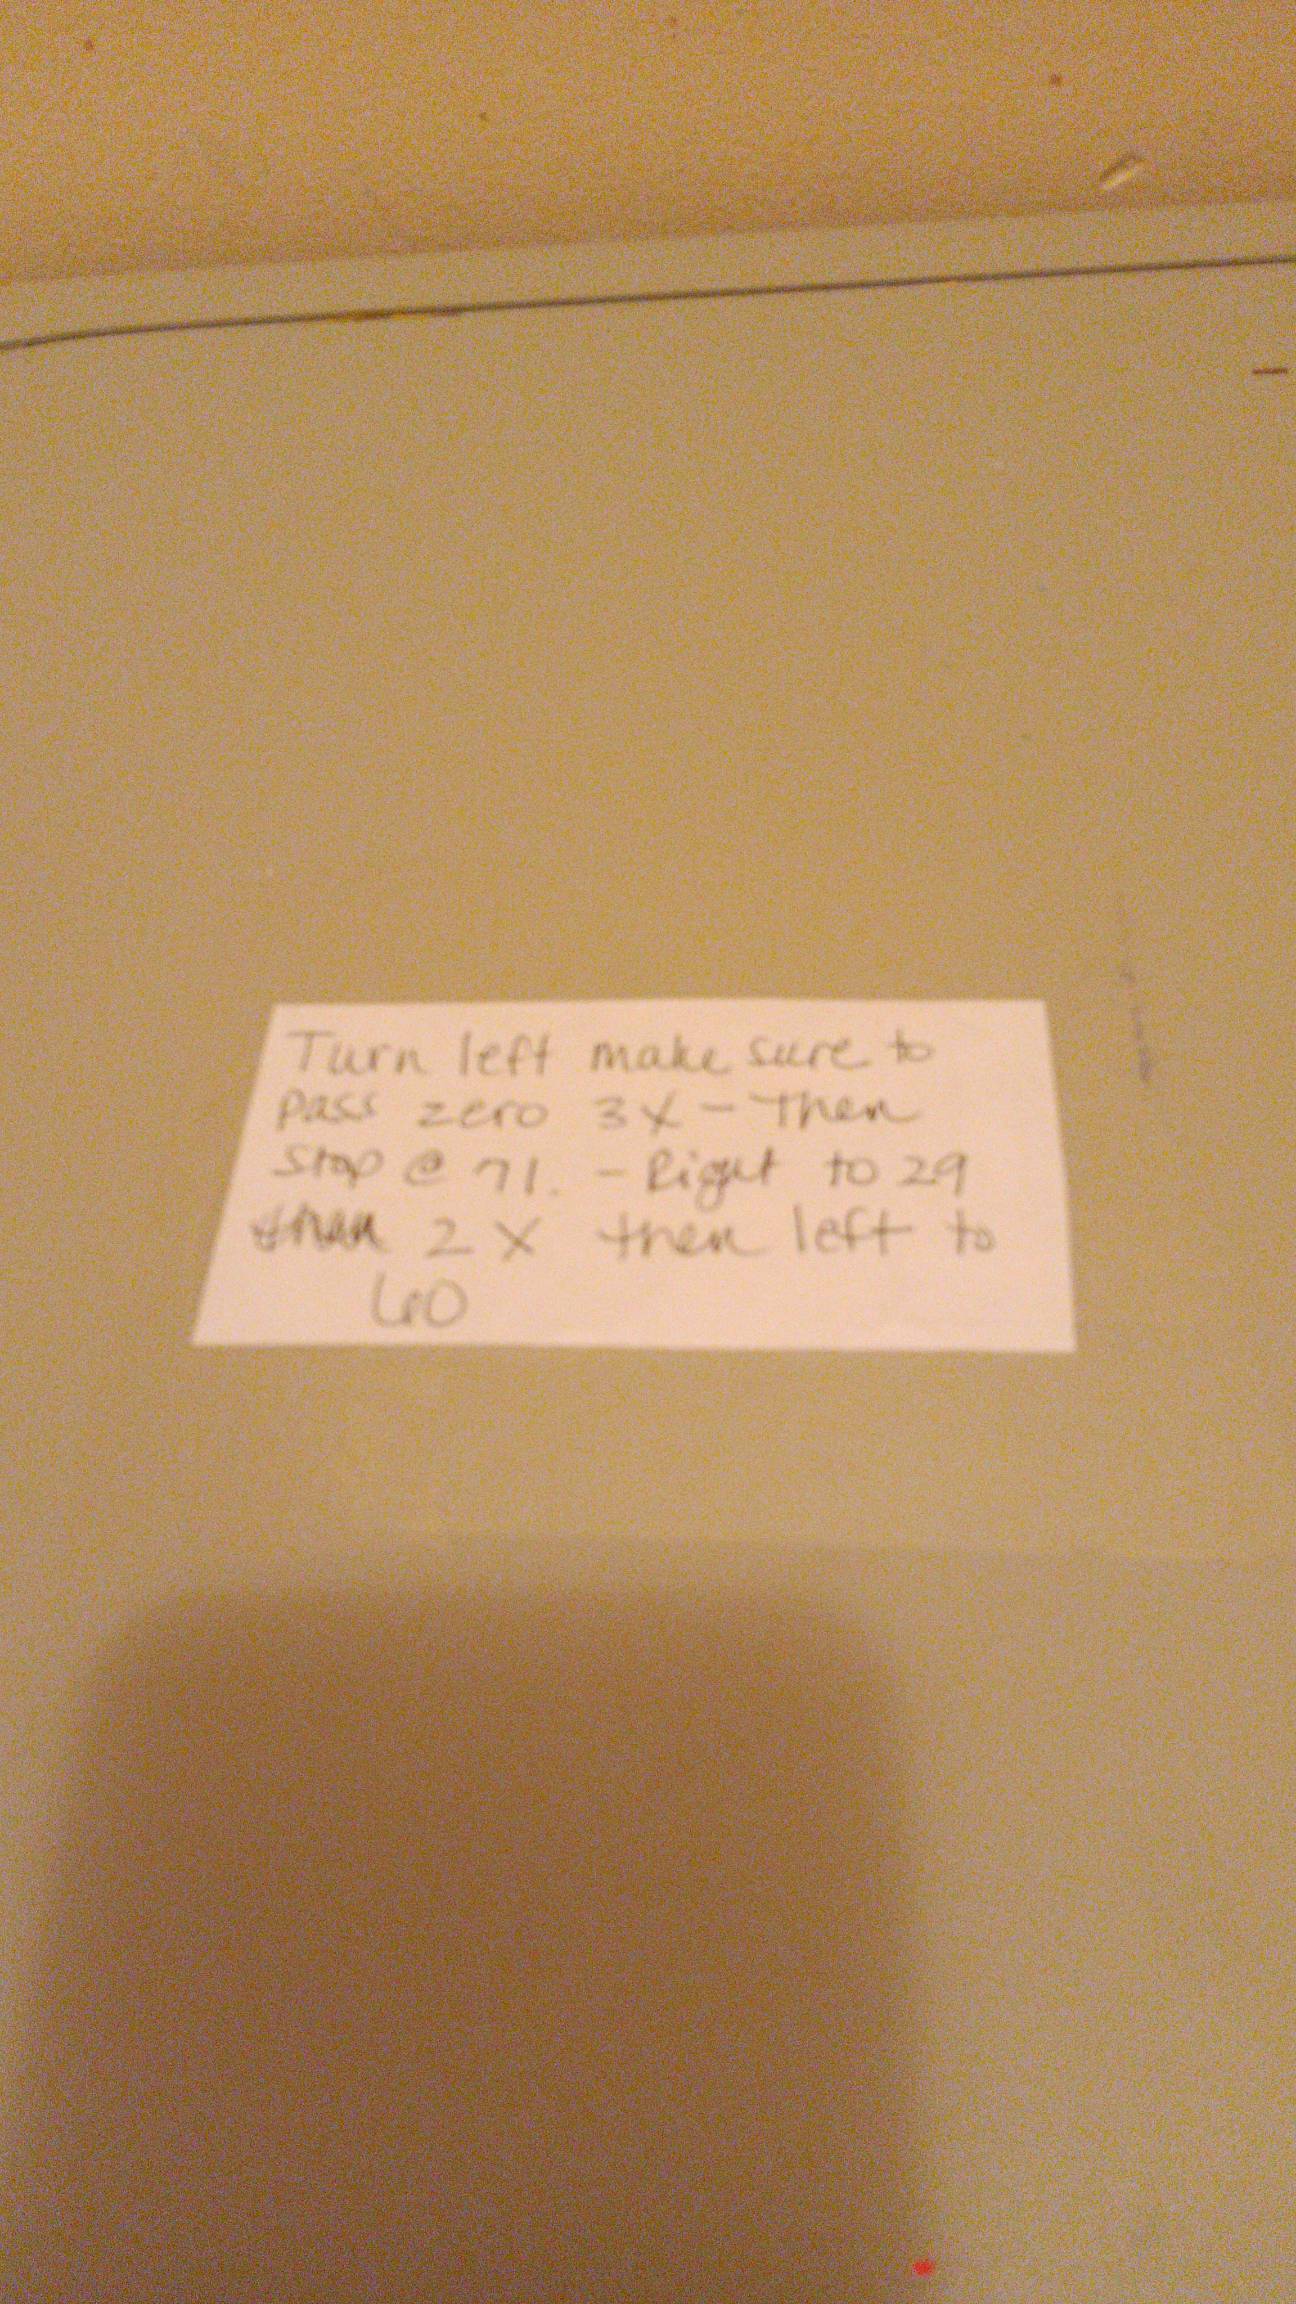 Turn left make sure to
pass zero 3X - Then
Stop @ 71. - Right to 29
than 2X then left to
60